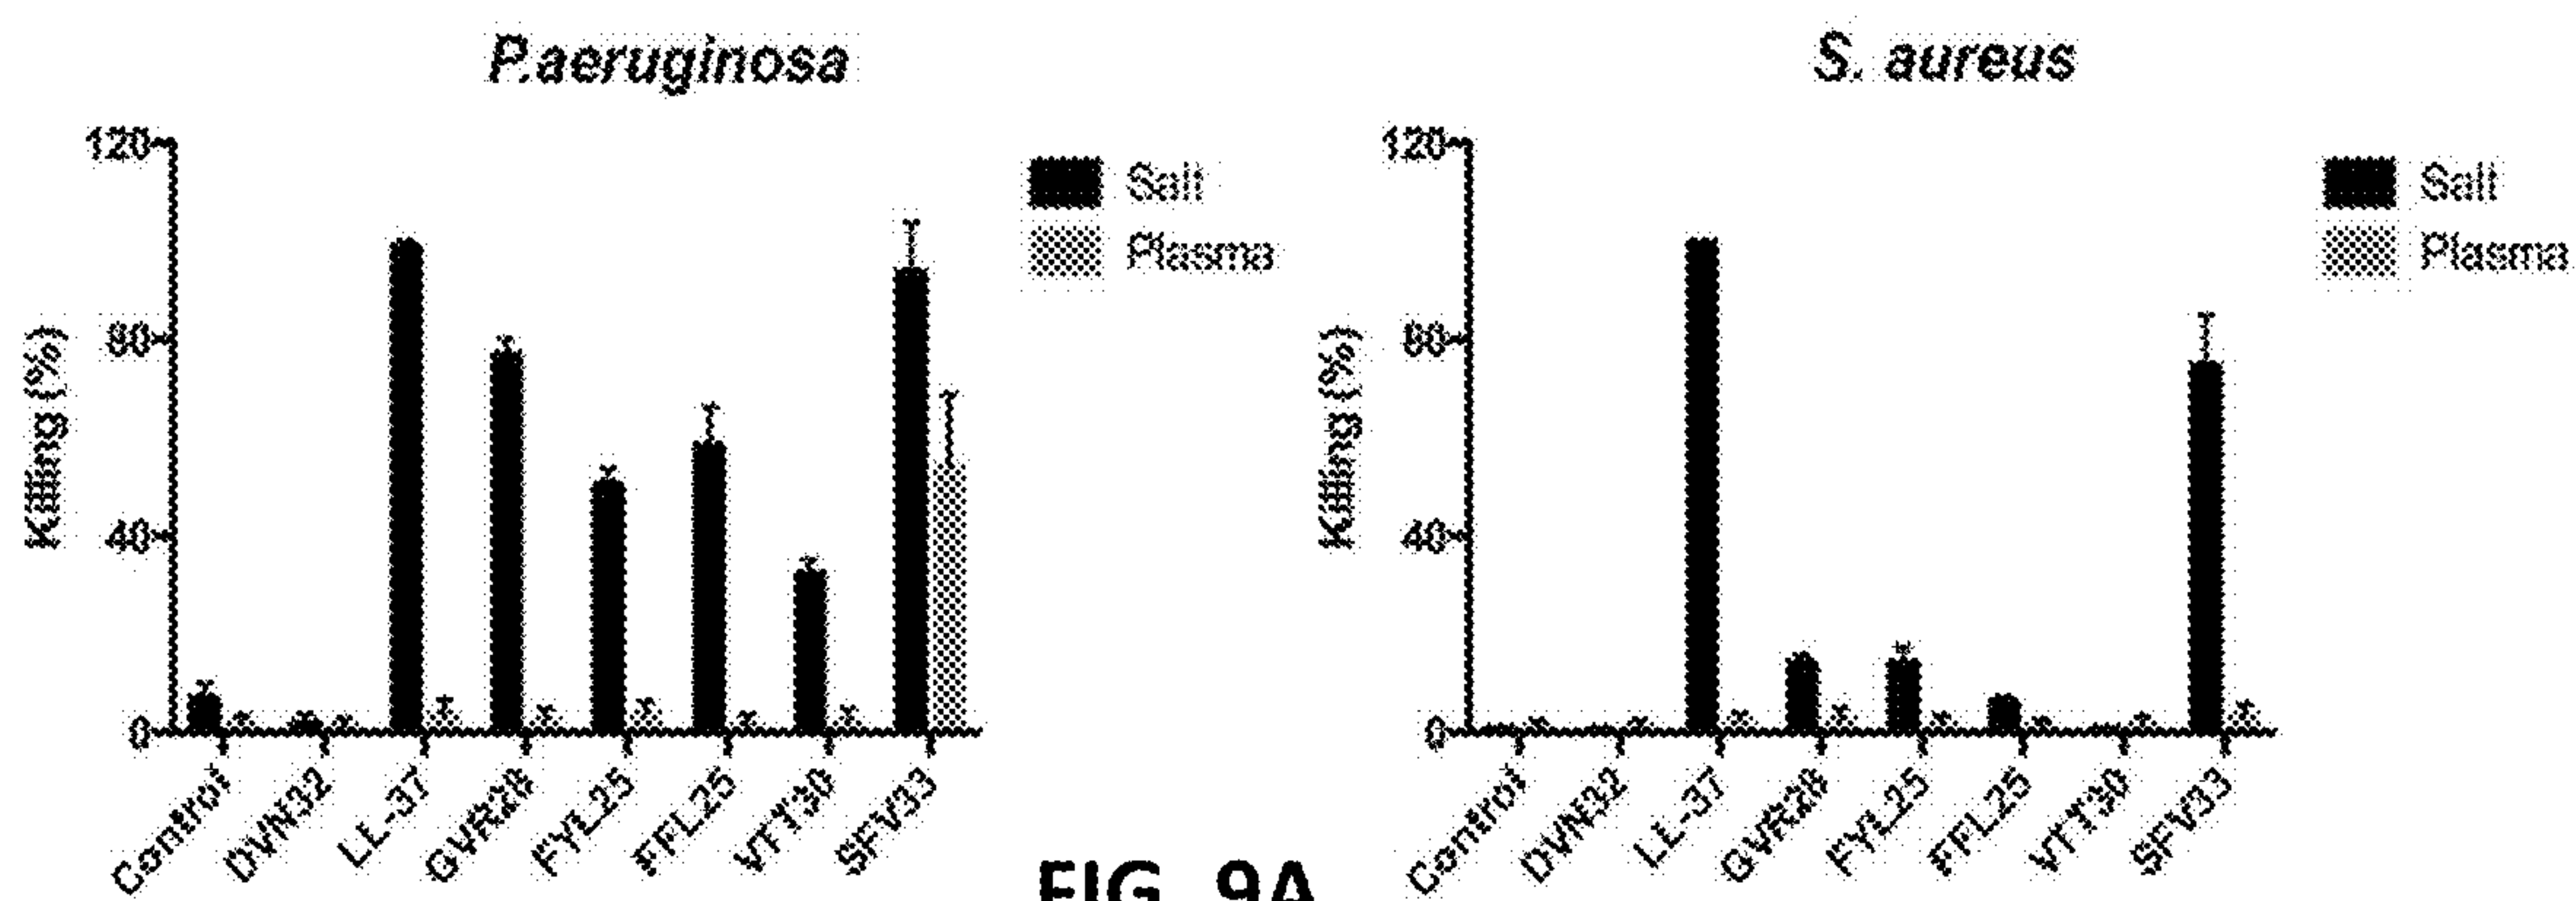 P.aeruginosa
120
80
40
0
Killing (%)
Salt
Plasma
Control
DVN32
LL-37
GVR28
FYL25
FFL25
VFT30
SFV33
S. aureus
120
80
40
0
Killing (%)
Salt
Plasma
Control
DVN32
LL-37
GVR28
FYL25
FFL25
VFT30
SFV33
FIG. 9A